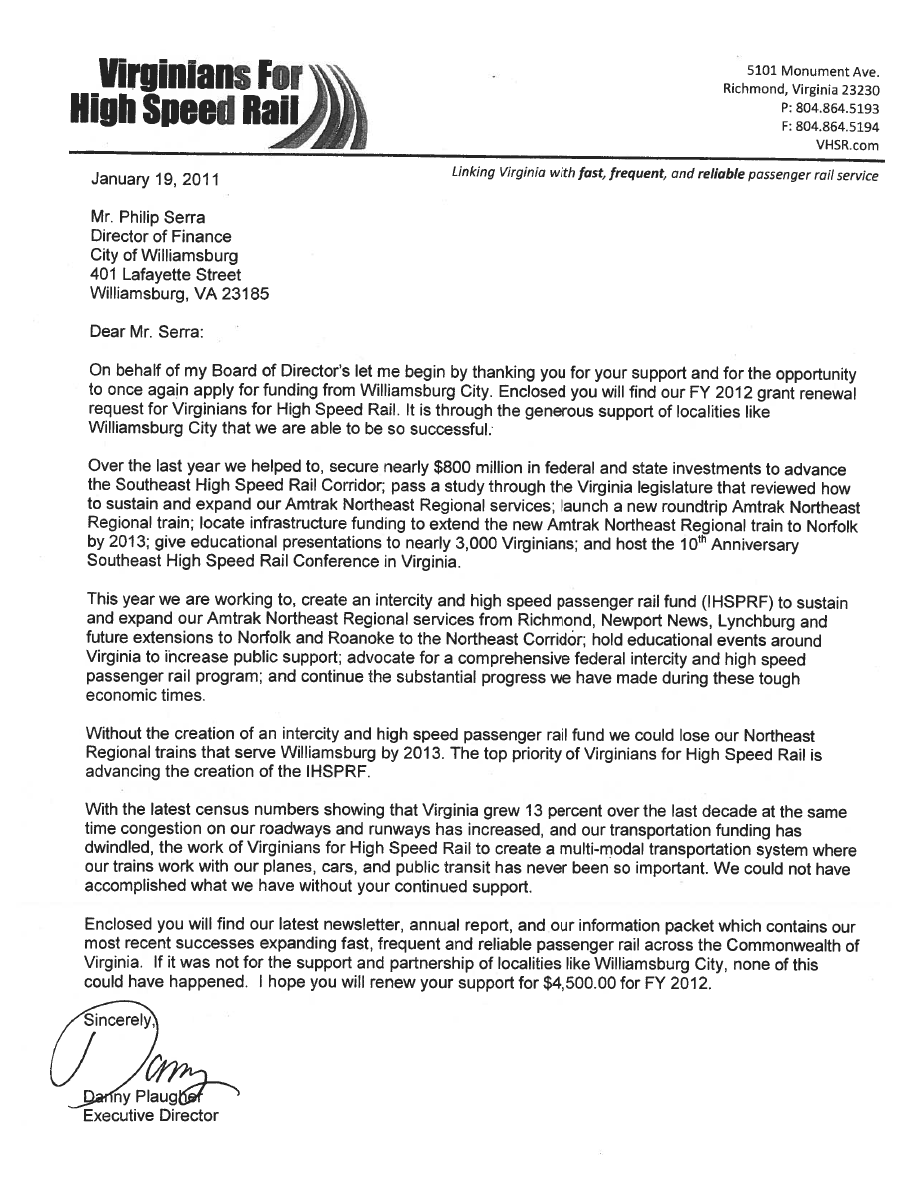 Virginians For
High Speed Rail
5101 Monument Ave.
Richmond, Virginia 23230
P: 804.864.5193
F: 804.864.5194
VHSR.com
Linking Virginia with fast, frequent, and reliable passenger rail service
January 19, 2011
Mr. Philip Serra
Director of Finance
City of Williamsburg
401 Lafayette Street
Williamsburg, VA 23185
Dear Mr. Serra:
On behalf of my Board of Director's let me begin by thanking you for your support and for the opportunity
to once again apply for funding from Williamsburg City. Enclosed you will find our FY 2012 grant renewal
request for Virginians for High Speed Rail. It is through the generous support of localities like
Williamsburg City that we are able to be so successful.
Over the last year we helped to, secure nearly $800 million in federal and state investments to advance
the Southeast High Speed Rail Corridor; pass a study through the Virginia legislature that reviewed how
to sustain and expand our Amtrak Northeast Regional services; launch a new roundtrip Amtrak Northeast
Regional train; locate infrastructure funding to extend the new Amtrak Northeast Regional train to Norfolk
by 2013; give educational presentations to nearly 3,000 Virginians; and host the 10th Anniversary
Southeast High Speed Rail Conference in Virginia.
This year we are working to, create an intercity and high speed passenger rail fund (IHSPRF) to sustain
and expand our Amtrak Northeast Regional services from Richmond, Newport News, Lynchburg and
future extensions to Norfolk and Roanoke to the Northeast Corridor; hold educational events around
Virginia to increase public support; advocate for a comprehensive federal intercity and high speed
passenger rail program; and continue the substantial progress we have made during these tough
economic times.
Without the creation of an intercity and high speed passenger rail fund we could lose our Northeast
Regional trains that serve Williamsburg by 2013. The top priority of Virginians for High Speed Rail is
advancing the creation of the IHSPRF.
With the latest census numbers showing that Virginia grew 13 percent over the last decade at the same
time congestion on our roadways and runways has increased, and our transportation funding has
dwindled, the work of Virginians for High Speed Rail to create a multi-modal transportation system where
our trains work with our planes, cars, and public transit has never been so important. We could not have
accomplished what we have without your continued support.
Enclosed you will find our latest newsletter, annual report, and our information packet which contains our
most recent successes expanding fast, frequent and reliable passenger rail across the Commonwealth of
Virginia. If it was not for the support and partnership of localities like Williamsburg City, none of this
could have happened. I hope you will renew your support for $4,500.00 for FY 2012.
Sincerely,
Danny
Danny Plaugher
Executive Director